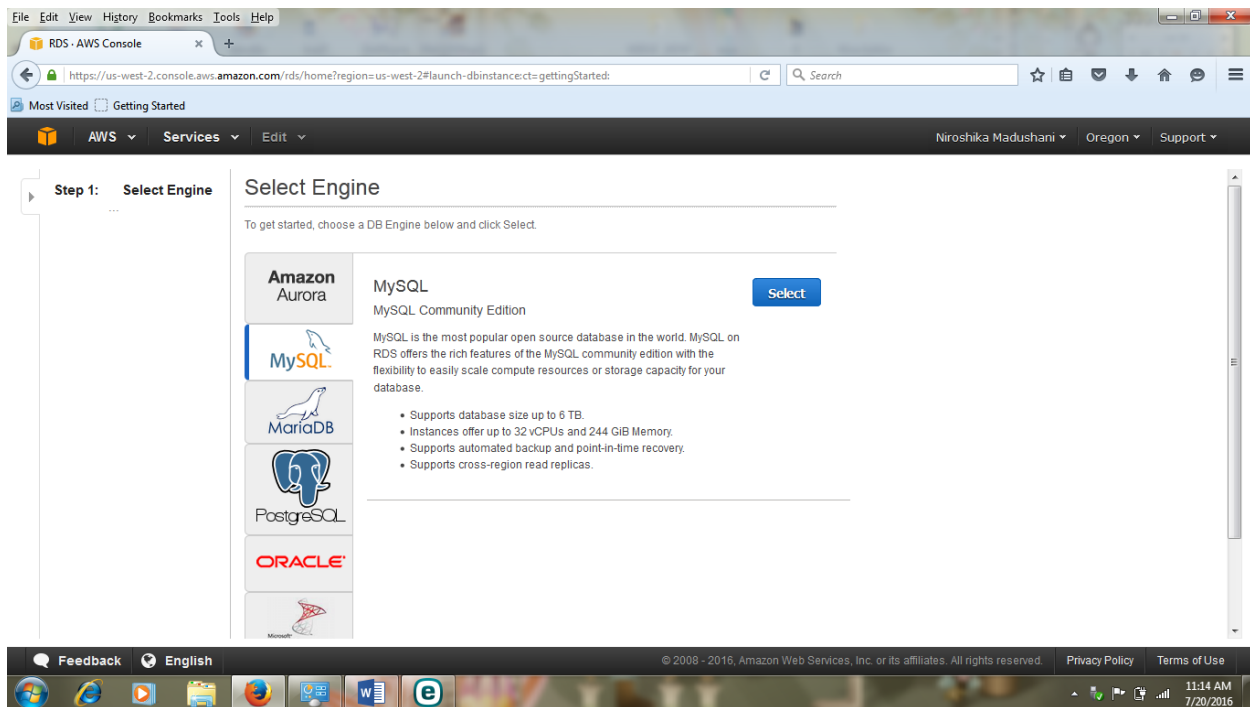 File Edit View History Bookmarks Tools Help
RDS · AWS Console × +
https://us-west-2.console.aws.amazon.com/rds/home?region=us-west-2#launch-dbinstance:ct=gettingStarted: Search
Most Visited Getting Started
AWS Services Edit Niroshika Madushani Oregon Support
Step 1: Select Engine
...
Select Engine
To get started, choose a DB Engine below and click Select.
Amazon
Aurora
MySQL
MariaDB
PostgreSQL
ORACLE
Microsoft
MySQL
Select
MySQL Community Edition
MySQL is the most popular open source database in the world. MySQL on
RDS offers the rich features of the MySQL community edition with the
flexibility to easily scale compute resources or storage capacity for your
database.
• Supports database size up to 6 TB.
• Instances offer up to 32 vCPUs and 244 GiB Memory.
• Supports automated backup and point-in-time recovery.
• Supports cross-region read replicas.
Feedback English © 2008 - 2016, Amazon Web Services, Inc. or its affiliates. All rights reserved. Privacy Policy Terms of Use
11:14 AM
7/20/2016